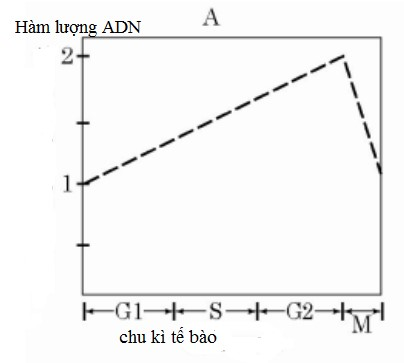 A
Hàm lượng ADN
2
1
G1 S G2 M
chu kì tế bào